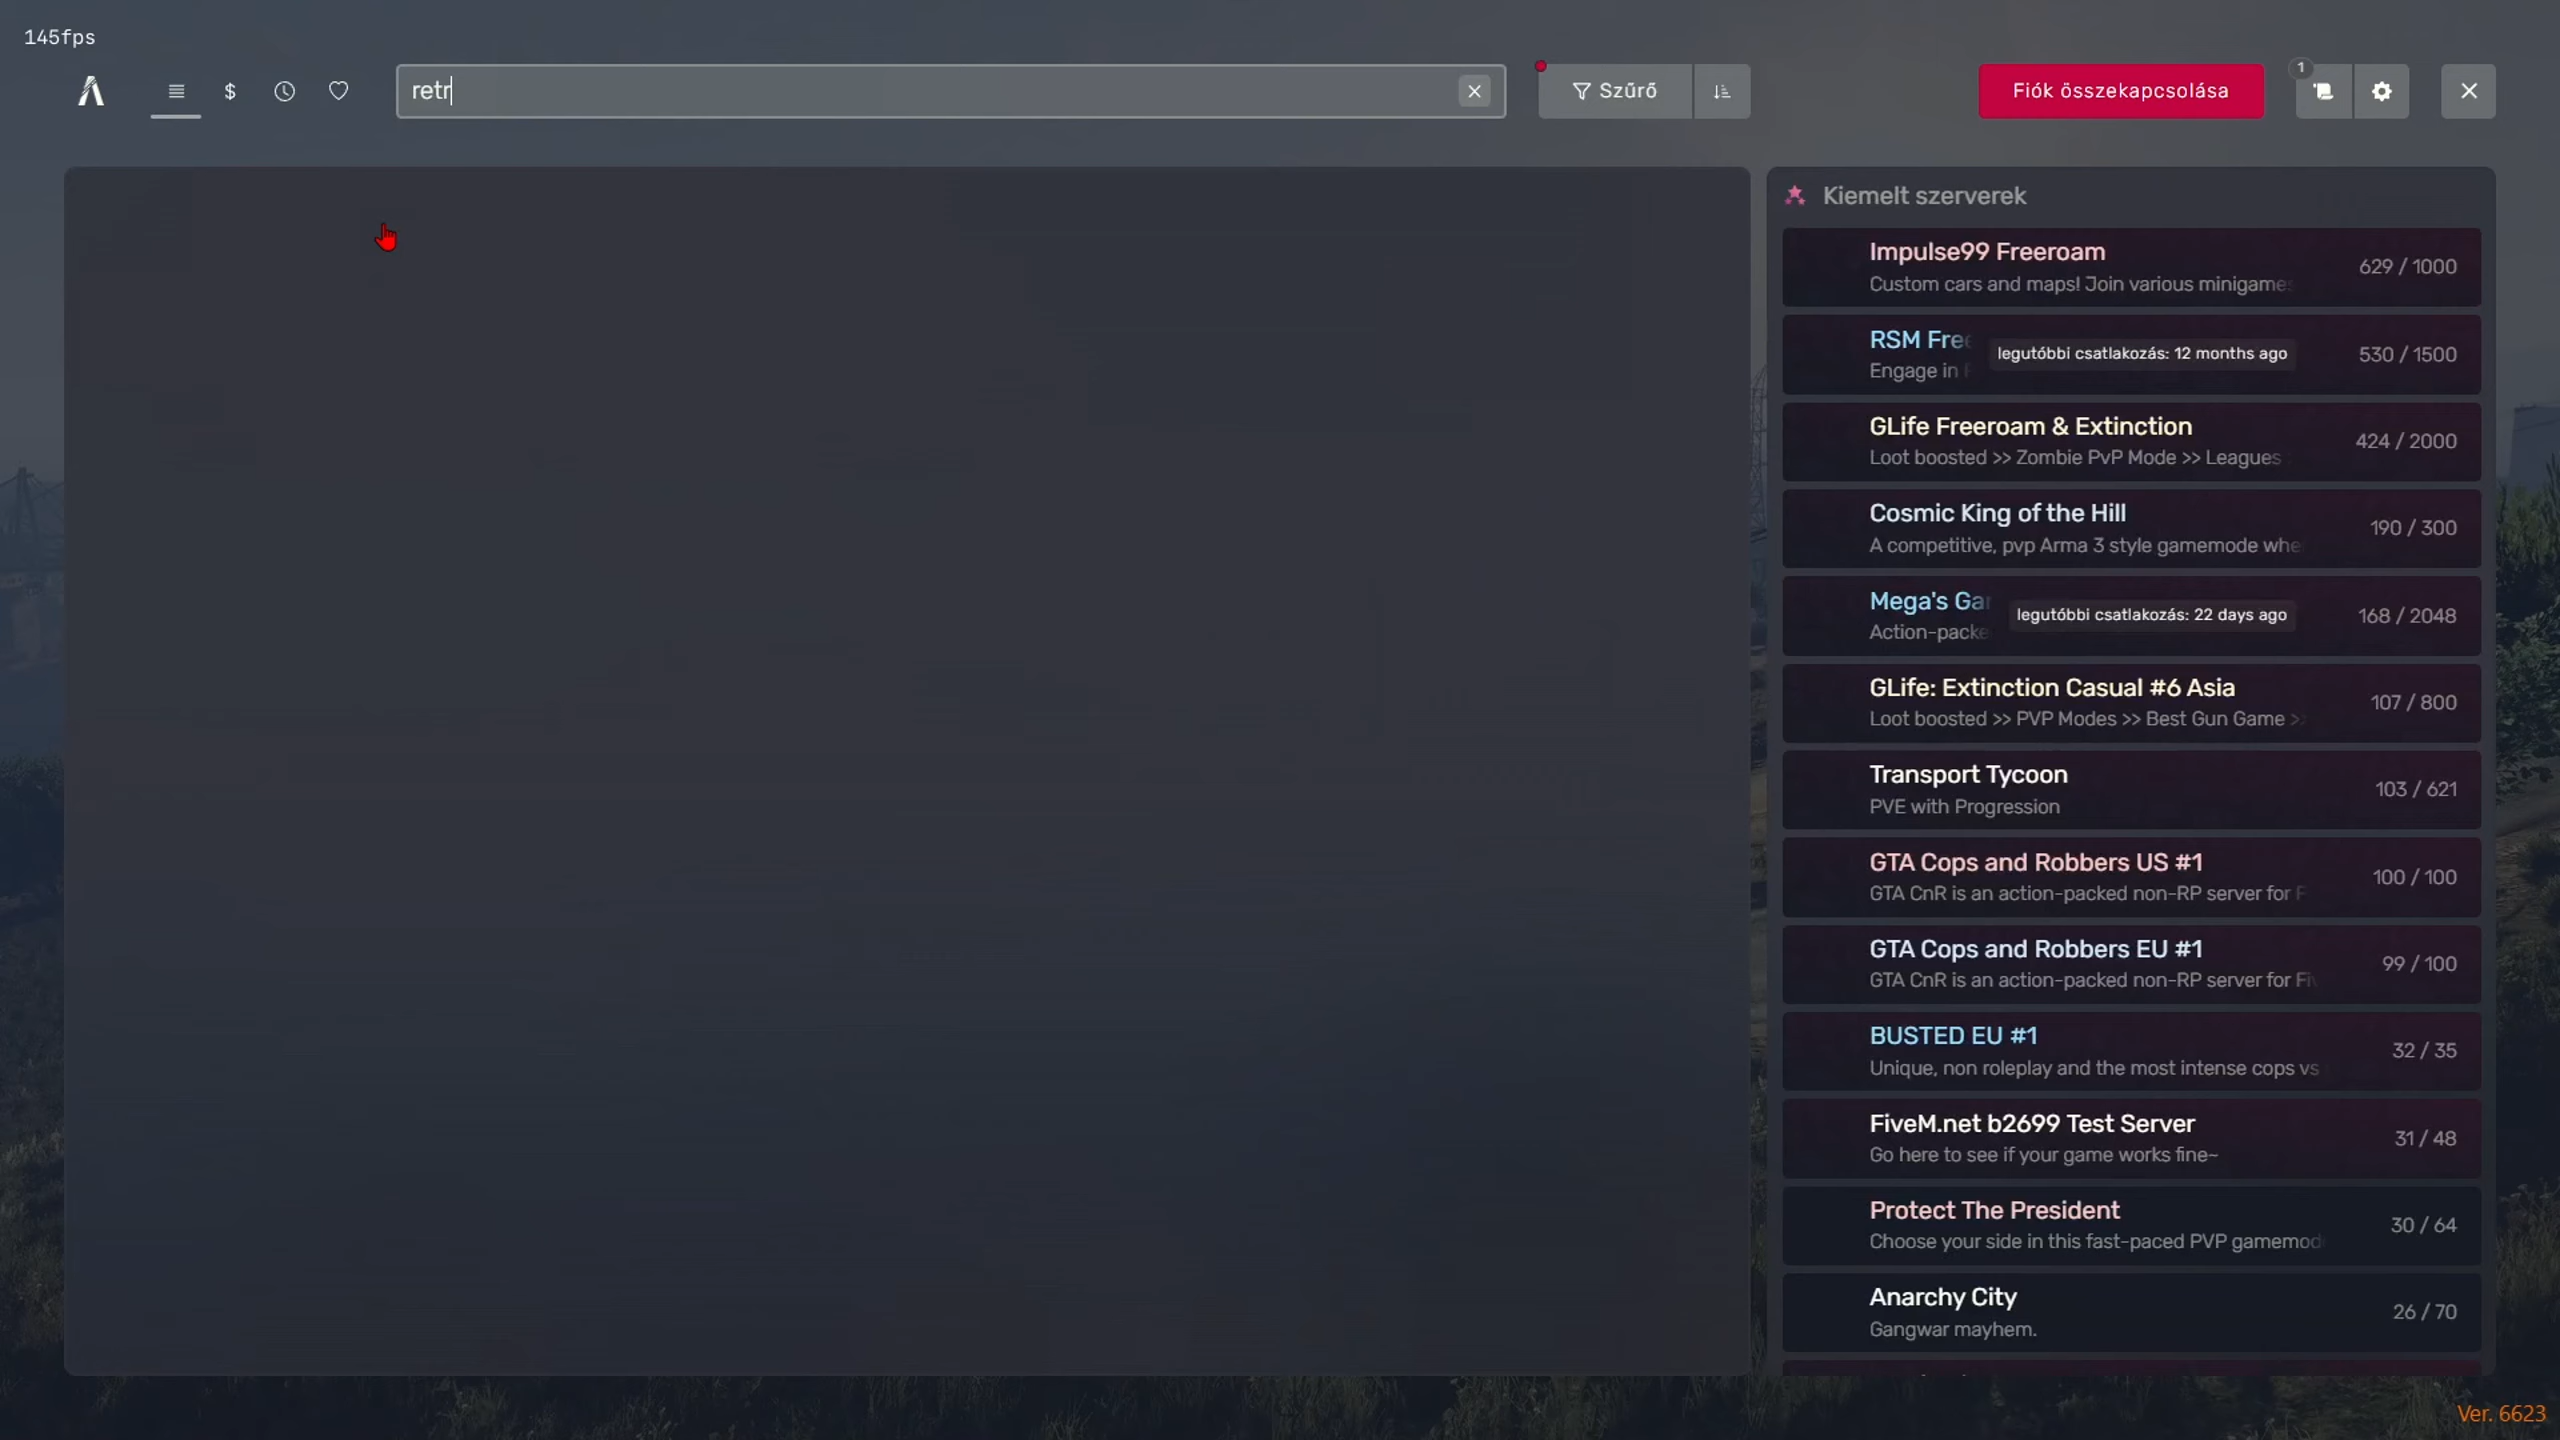 145fps
retr
Szűrő
Fiók összekapcsolása
1
Kiemelt szerverek
Impulse99 Freeroam
Custom cars and maps! Join various minigames
629 / 1000
RSM Free
Engage in
legutóbbi csatlakozás: 12 months ago
530 / 1500
GLife Freeroam & Extinction
Loot boosted >> Zombie PvP Mode >> Leagues
424 / 2000
Cosmic King of the Hill
A competitive, pvp Arma 3 style gamemode whe
190 / 300
Mega's Gar
Action-packe
legutóbbi csatlakozás: 22 days ago
168 / 2048
GLife: Extinction Casual #6 Asia
Loot boosted >> PVP Modes >> Best Gun Game >>
107 / 800
Transport Tycoon
PVE with Progression
103 / 621
GTA Cops and Robbers US #1
GTA CnR is an action-packed non-RP server for F
100 / 100
GTA Cops and Robbers EU #1
GTA CnR is an action-packed non-RP server for Fiv
99 / 100
BUSTED EU #1
Unique, non roleplay and the most intense cops vs
32 / 35
FiveM.net b2699 Test Server
Go here to see if your game works fine~
31 / 48
Protect The President
Choose your side in this fast-paced PVP gamemod
30 / 64
Anarchy City
Gangwar mayhem.
26 / 70
Ver. 6623